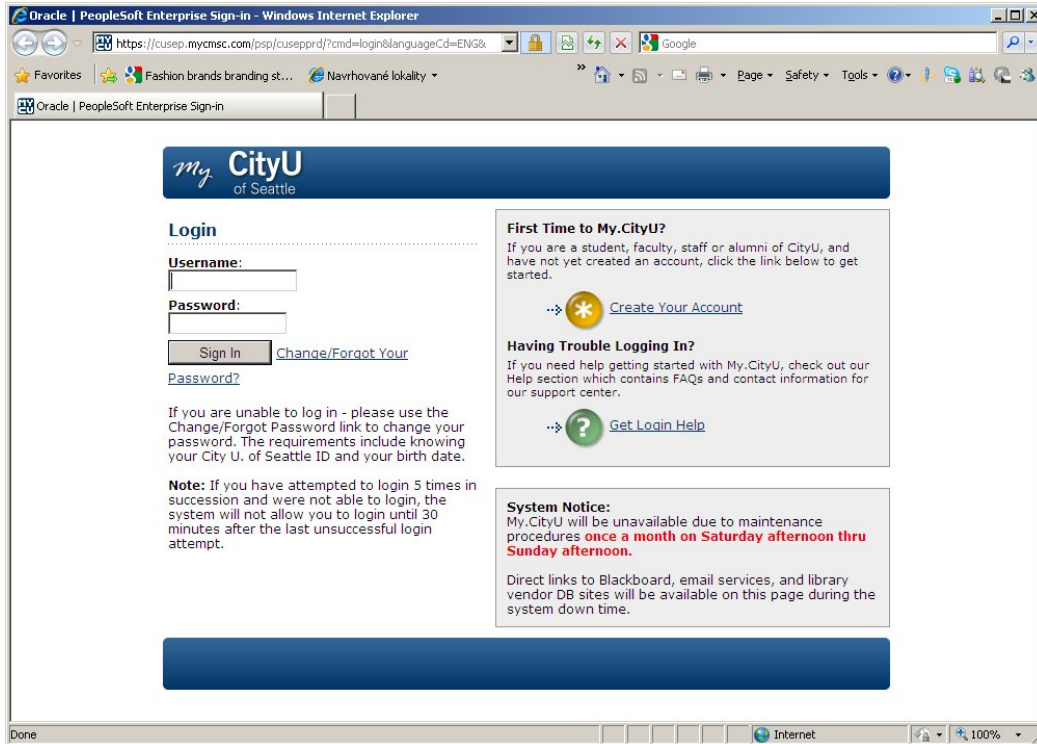 Oracle | PeopleSoft Enterprise Sign-in - Windows Internet Explorer
https://cusep.mycmsc.com/psp/cusepprd/?cmd=login&languageCd=ENG&
Google
Favorites
Fashion brands branding st...
Navrhované lokality
»
Page
Safety
Tools
Oracle | PeopleSoft Enterprise Sign-in
my CityU
of Seattle
Login
Username:
Password:
Sign In
Change/Forgot Your
Password?
If you are unable to log in - please use the
Change/Forgot Password link to change your
password. The requirements include knowing
your City U. of Seattle ID and your birth date.
Note: If you have attempted to login 5 times in
succession and were not able to login, the
system will not allow you to login until 30
minutes after the last unsuccessful login
attempt.
First Time to My.CityU?
If you are a student, faculty, staff or alumni of CityU, and
have not yet created an account, click the link below to get
started.
Create Your Account
Having Trouble Logging In?
If you need help getting started with My.CityU, check out our
Help section which contains FAQs and contact information for
our support center.
?
Get Login Help
System Notice:
My.CityU will be unavailable due to maintenance
procedures once a month on Saturday afternoon thru
Sunday afternoon.
Direct links to Blackboard, email services, and library
vendor DB sites will be available on this page during the
system down time.
Done
Internet
100%